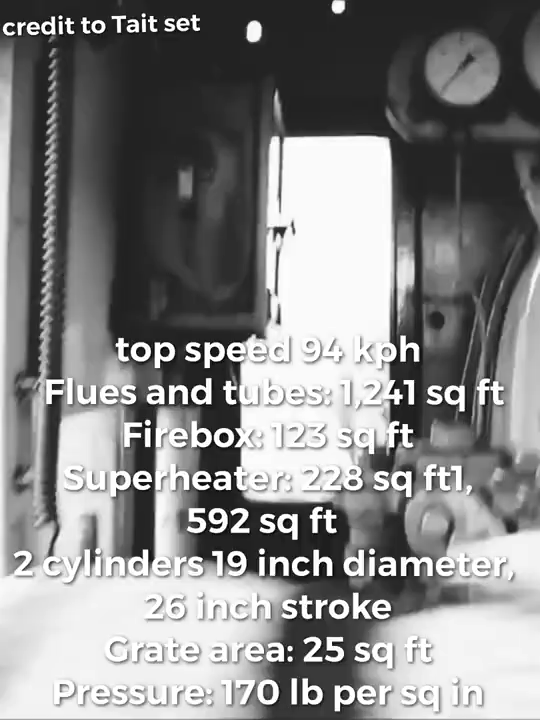 credit to Tait set
top speed 94 kph
Flues and tubes: 1,241 sq ft
Firebox: 123 sq ft
Superheater: 228 sq ft1,
592 sq ft
2 cylinders 19 inch diameter,
26 inch stroke
Grate area: 25 sq ft
Pressure: 170 lb per sq in